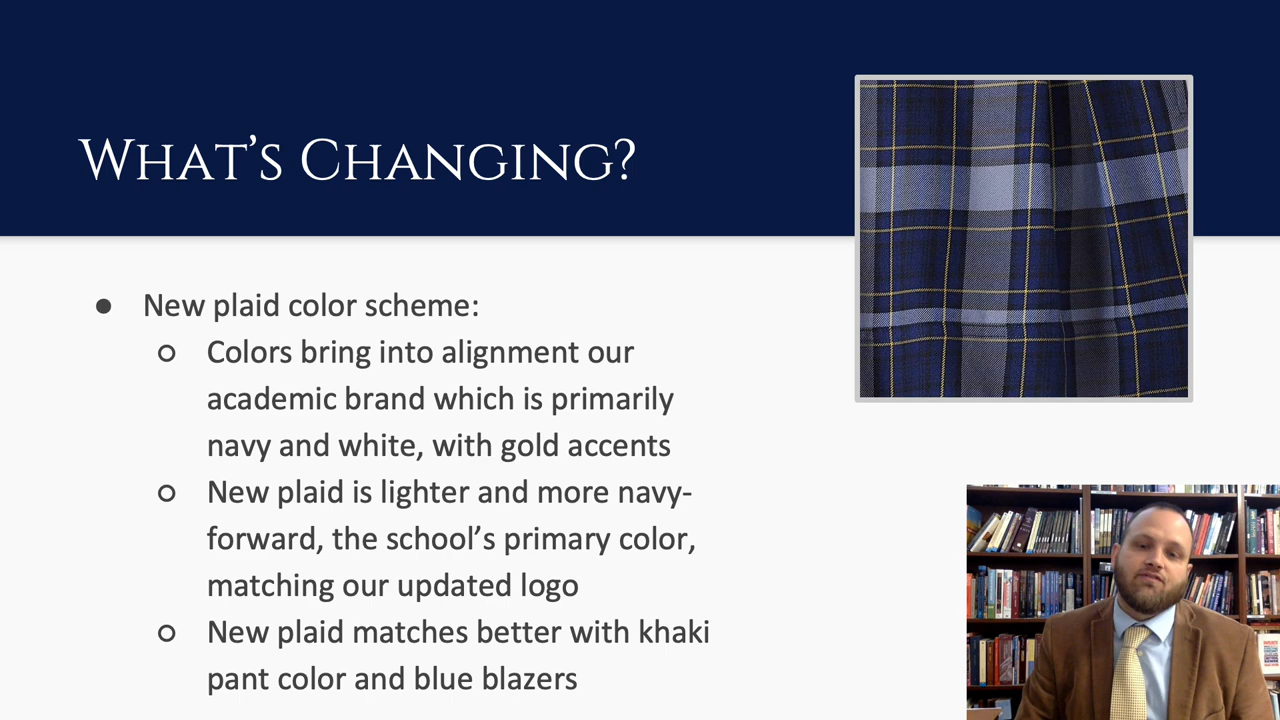 What's Changing?
● New plaid color scheme:
○ Colors bring into alignment our
academic brand which is primarily
navy and white, with gold accents
○ New plaid is lighter and more navy-
forward, the school's primary color,
matching our updated logo
○ New plaid matches better with khaki
pant color and blue blazers